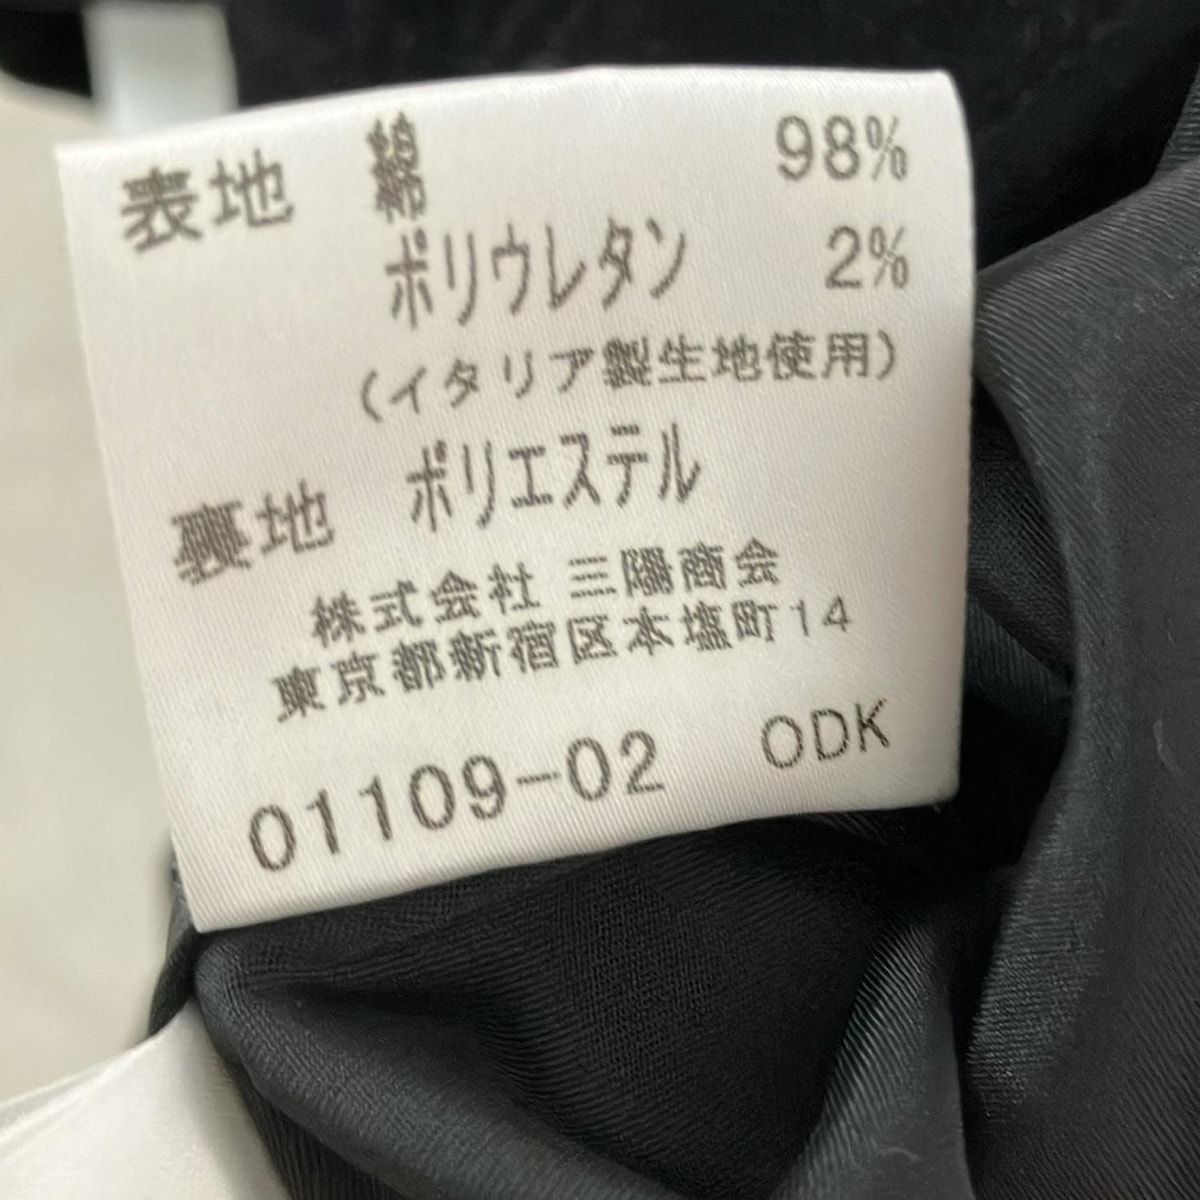 表地 綿 98%
ポリウレタン 2%
(イタリア製生地使用)
裏地 ポリエステル
株式会社 三陽商会
東京都新宿区本塩町14
01109-02 ODK